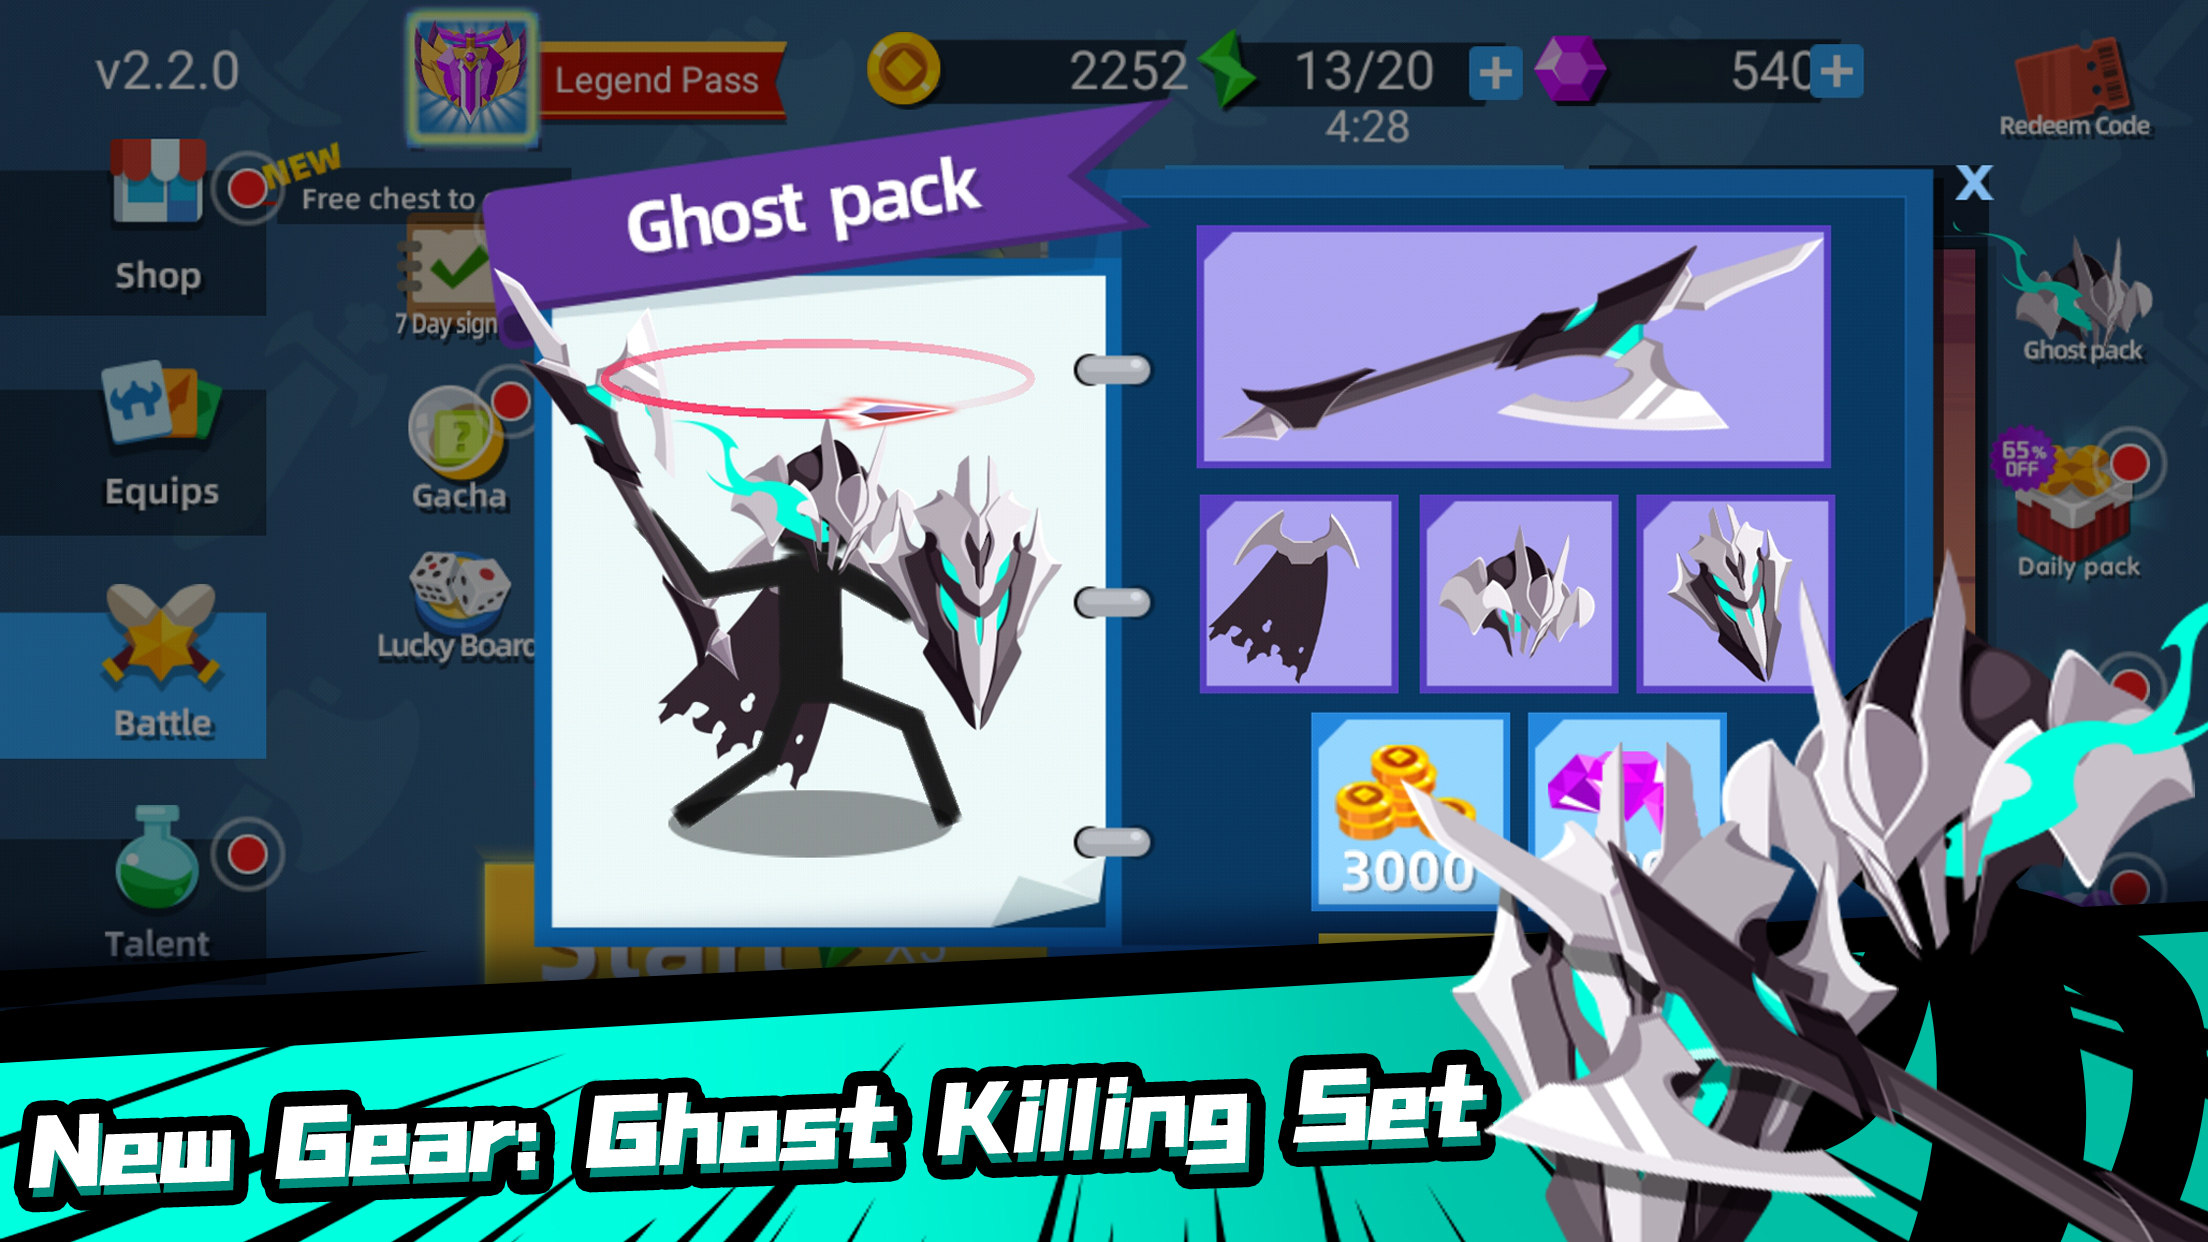 v2.2.0
Legend Pass
2252
13/20
4:28
540
Redeem Code
Shop
NEW
Free chest to
Ghost pack
7 Day sign
Ghost pack
Equips
Gacha
65%
OFF
Daily pack
Lucky Board
Battle
3000
Talent
Start
x5
New Gear: Ghost Killing Set